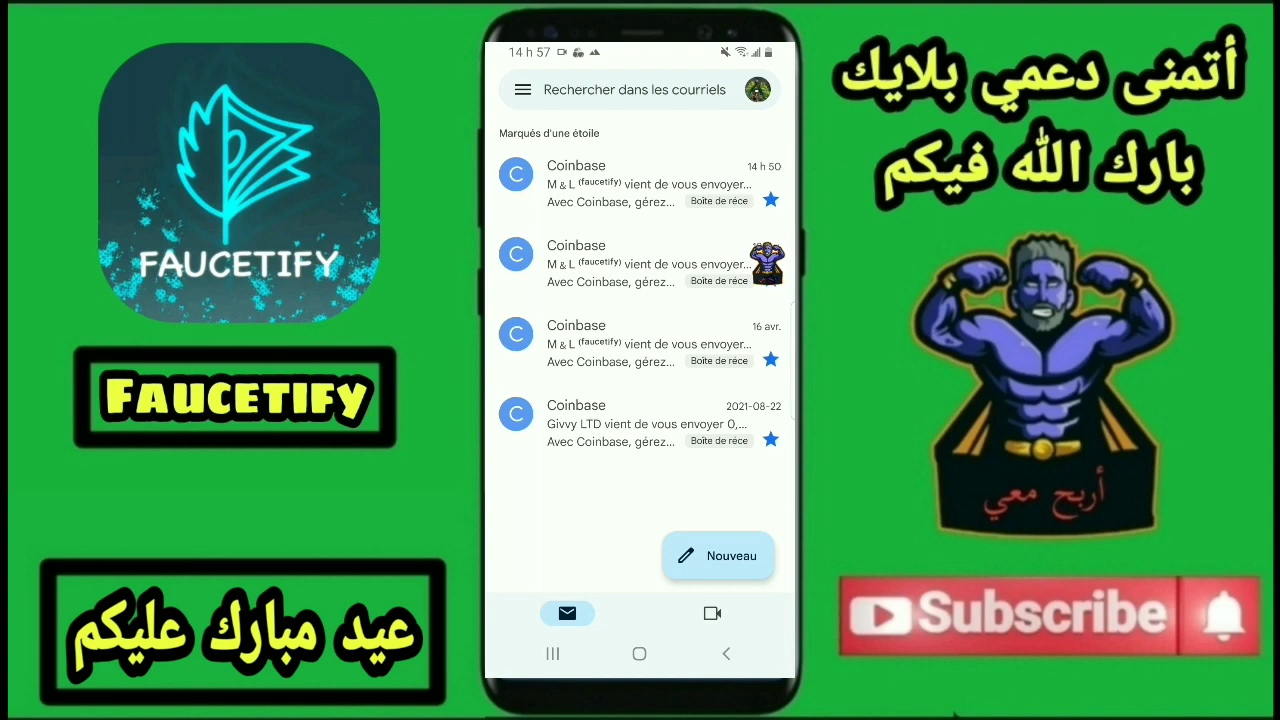 FAUCETIFY
FAUCETIFY
عيد مبارك عليكم
14 h 57
Rechercher dans les courriels
Marqués d'une étoile
C
Coinbase
14 h 50
M & L (faucetify) vient de vous envoyer...
Avec Coinbase, gérez...
Boîte de réce
C
Coinbase
M & L (faucetify) vient de vous envoyer...
Avec Coinbase, gérez...
Boîte de réce
C
Coinbase
16 avr.
M & L (faucetify) vient de vous envoyer...
Avec Coinbase, gérez...
Boîte de réce
C
Coinbase
2021-08-22
Givvy LTD vient de vous envoyer 0,...
Avec Coinbase, gérez...
Boîte de réce
Nouveau
أتمنى دعمي بلايك
بارك الله فيكم
أربح معي
Subscribe